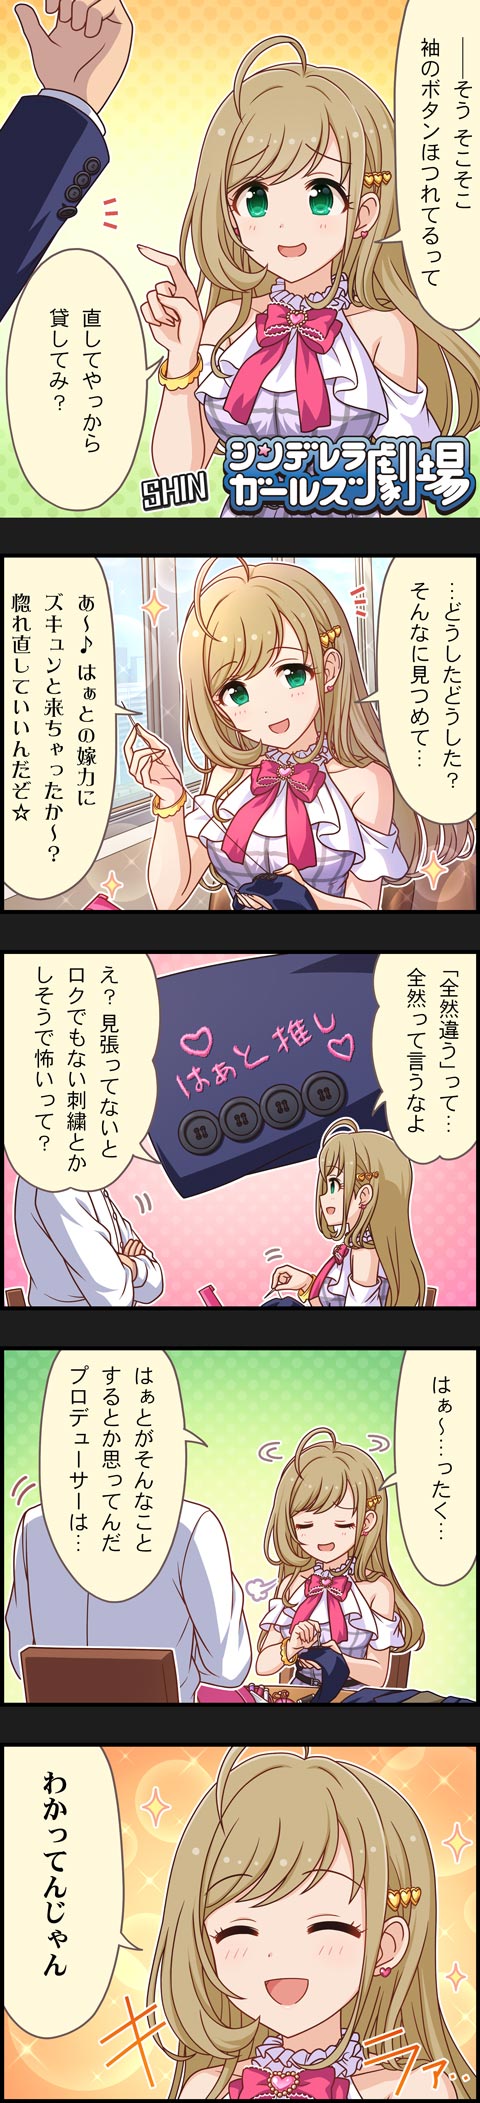 ――そう そこそこ
袖のボタンほつれてるって
直してやっから
貸してみ？
SHIN
シンデレラ
ガールズ劇場
…どうしたどうした？
そんなに見つめて…
あ～♪ はぁとの嫁力に
ズキュンと来ちゃったか～？
惚れ直していいんだぞ☆
「全然違う」って…
全然って言うなよ
はぁと推し
え？ 見張ってないと
ロクでもない刺繍とか
しそうで怖いって？
はぁ～…ったく…
はぁとがそんなこと
するとか思ってんだ
プロデューサーは…
わかってんじゃん
キラァ･･